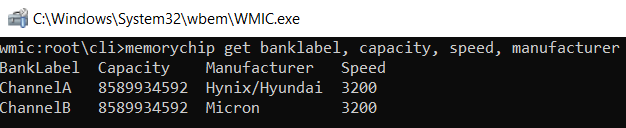 C:\Windows\System32\wbem\WMIC.exe
wmic:root\cli>memorychip get banklabel, capacity, speed, manufacturer
BankLabel  Capacity    Manufacturer   Speed
ChannelA   8589934592  Hynix/Hyundai  3200
ChannelB   8589934592  Micron         3200